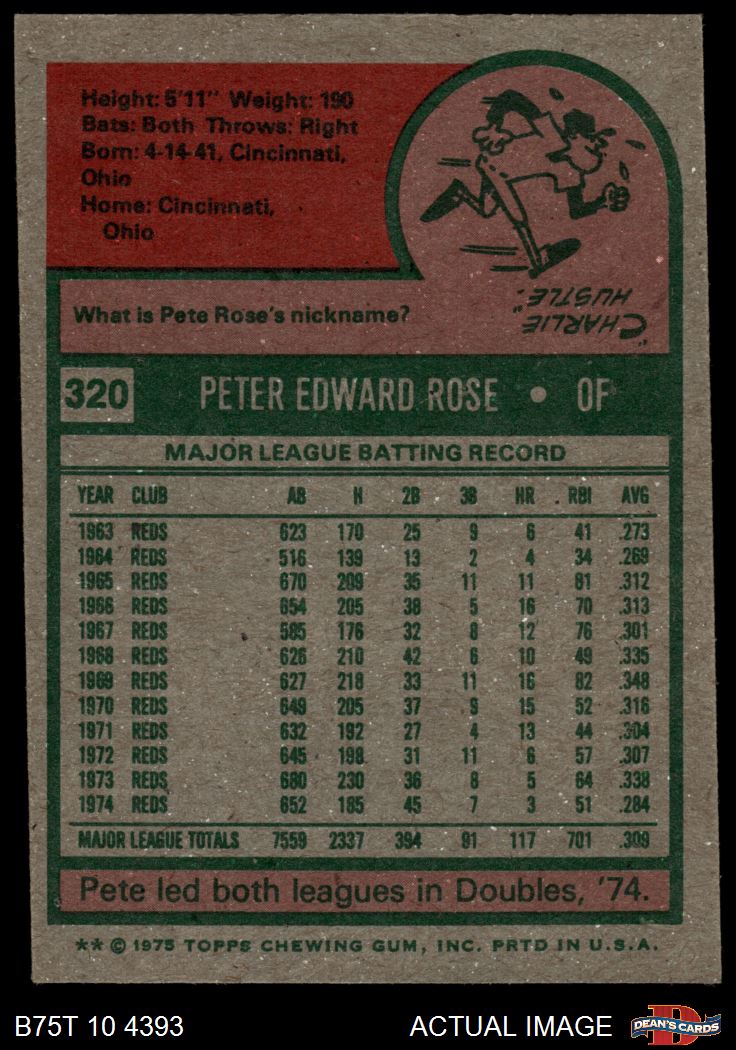 Height: 5'11" Weight: 190
Bats: Both Throws: Right
Born: 4-14-41, Cincinnati,
Ohio
Home: Cincinnati,
Ohio
What is Pete Rose's nickname?
"CHARLIE
HUSTLE"
320 PETER EDWARD ROSE • OF
MAJOR LEAGUE BATTING RECORD
YEAR CLUB AB H 2B 3B HR RBI AVG
1963 REDS 623 170 25 9 6 41 .273
1964 REDS 516 139 13 2 4 34 .269
1965 REDS 670 209 35 11 11 81 .312
1966 REDS 654 205 38 5 16 70 .313
1967 REDS 585 176 32 8 12 76 .301
1968 REDS 626 210 42 6 10 49 .335
1969 REDS 627 218 33 11 16 82 .348
1970 REDS 649 205 37 9 15 52 .316
1971 REDS 632 192 27 4 13 44 .304
1972 REDS 645 198 31 11 6 57 .307
1973 REDS 680 230 36 8 5 64 .338
1974 REDS 652 185 45 7 3 51 .284
MAJOR LEAGUE TOTALS 7559 2337 394 91 117 701 .309
Pete led both leagues in Doubles, '74.
** © 1975 TOPPS CHEWING GUM, INC. PRTD IN U.S.A.
B75T 10 4393 ACTUAL IMAGE D DEAN'S CARDS